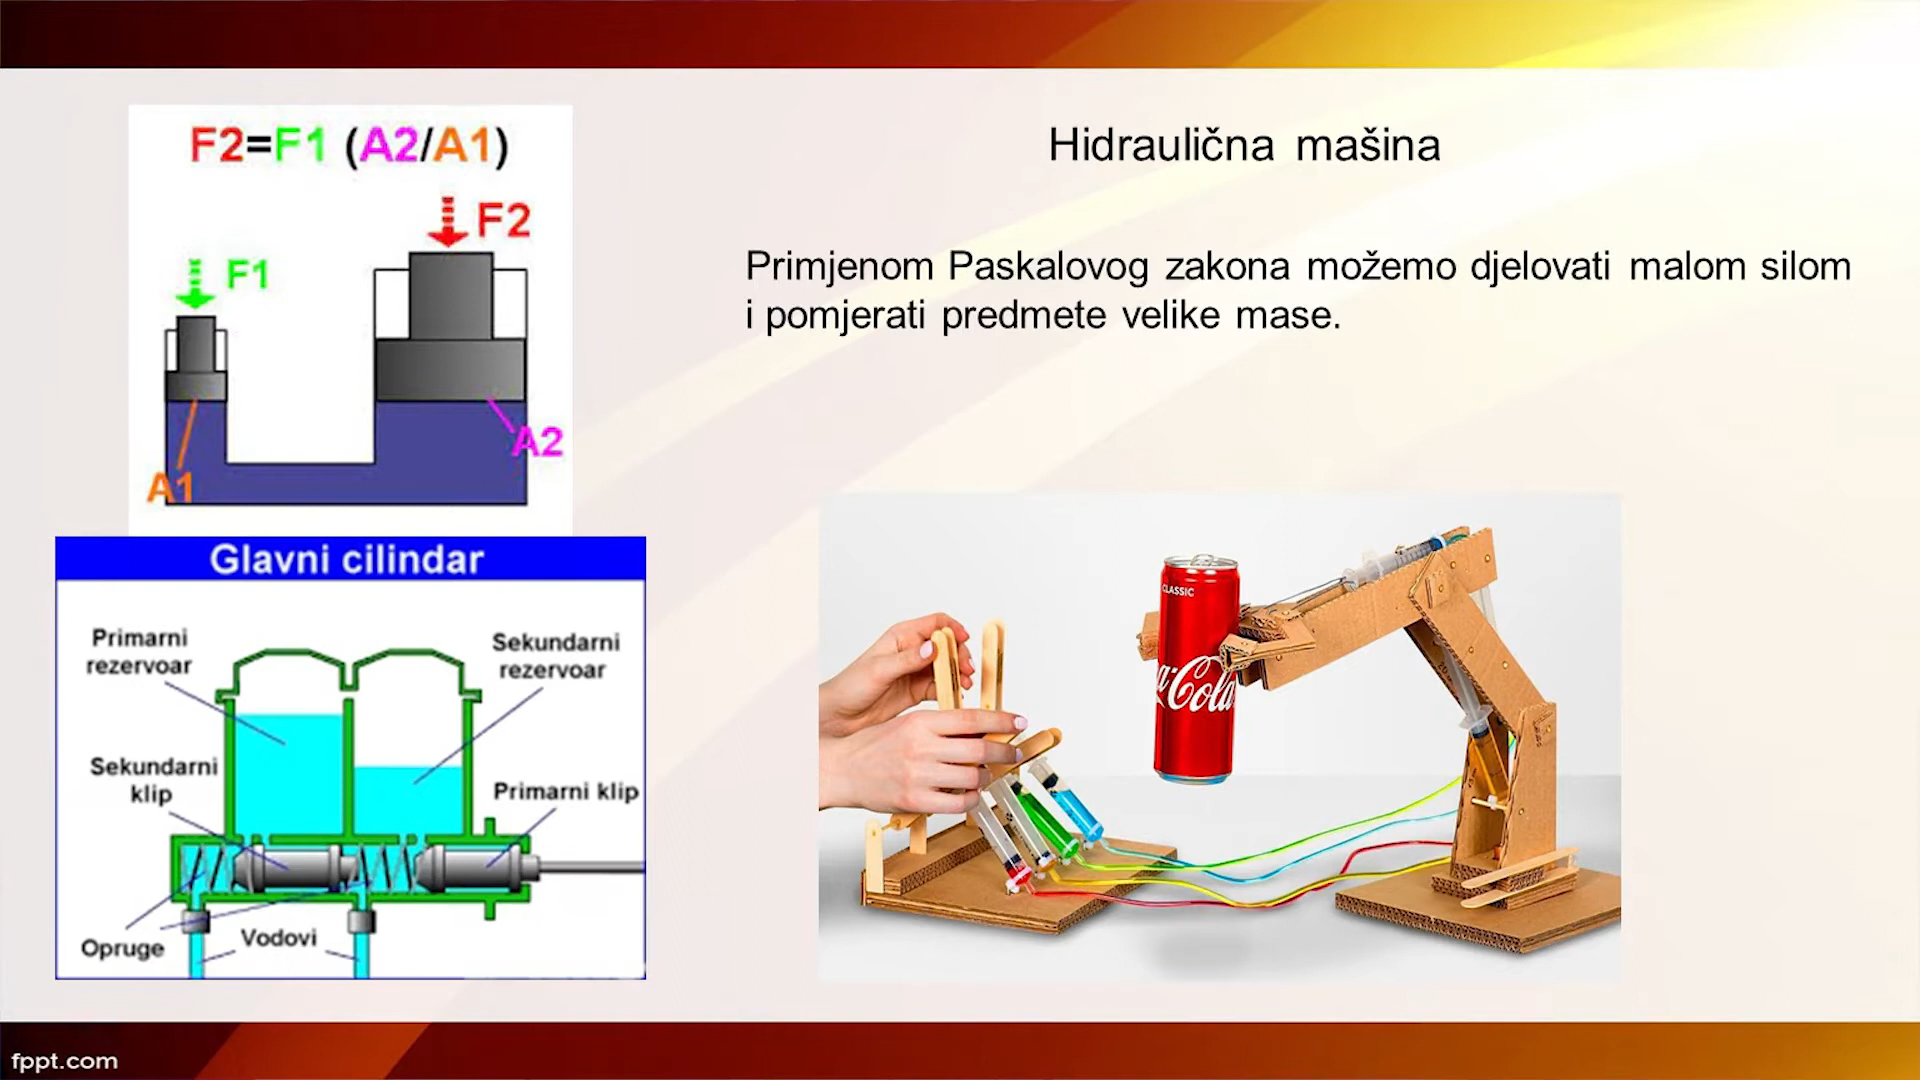 F2=F1 (A2/A1)
F2
F1
A2
A1
Hidraulična mašina
Primjenom Paskalovog zakona možemo djelovati malom silom
i pomjerati predmete velike mase.
Glavni cilindar
Primarni
rezervoar
Sekundarni
rezervoar
Sekundarni
klip
Primarni klip
Opruge
Vodovi
CLASSIC
a-Cola
fppt.com